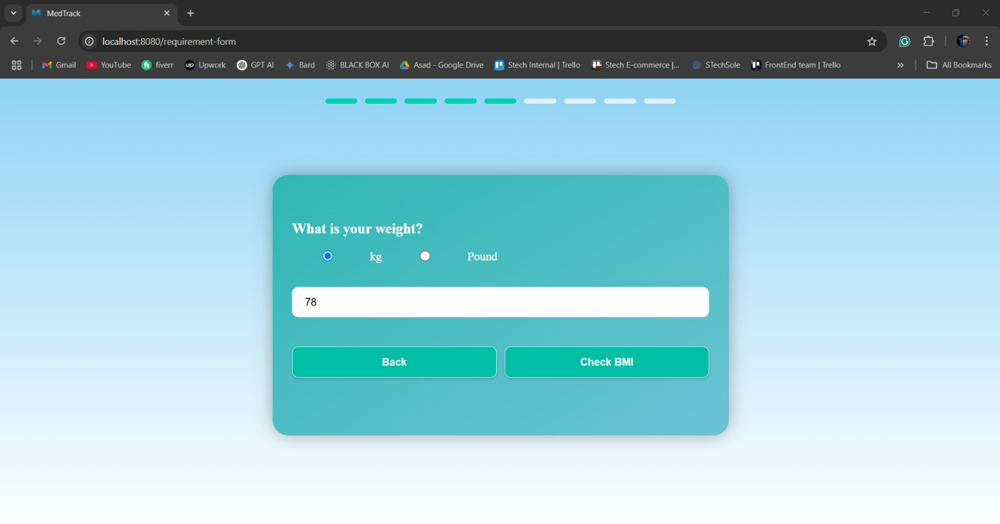 MedTrack
localhost:8080/requirement-form
Gmail YouTube fiverr Upwork GPT AI Bard BLACK BOX AI Asad - Google Drive Stech Internal | Trello Stech E-commerce |... STechSole FrontEnd team | Trello All Bookmarks
What is your weight?
kg Pound
78
Back Check BMI